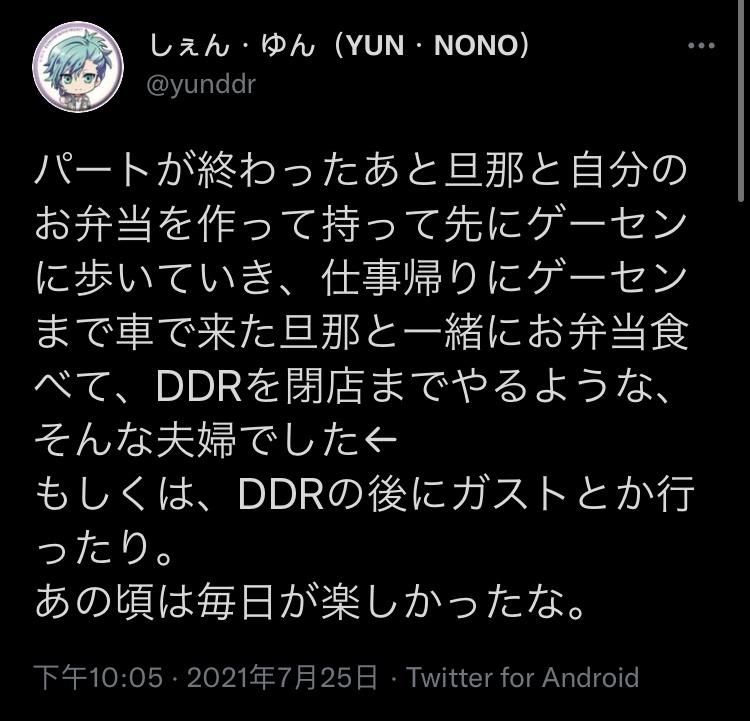 しぇん・ゆん（YUN・NONO）
@yunddr
パートが終わったあと旦那と自分の
お弁当を作って持って先にゲーセン
に歩いていき、仕事帰りにゲーセン
まで車で来た旦那と一緒にお弁当食
べて、DDRを閉店までやるような、
そんな夫婦でした←
もしくは、DDRの後にガストとか行
ったり。
あの頃は毎日が楽しかったな。
下午10:05 · 2021年7月25日 · Twitter for Android